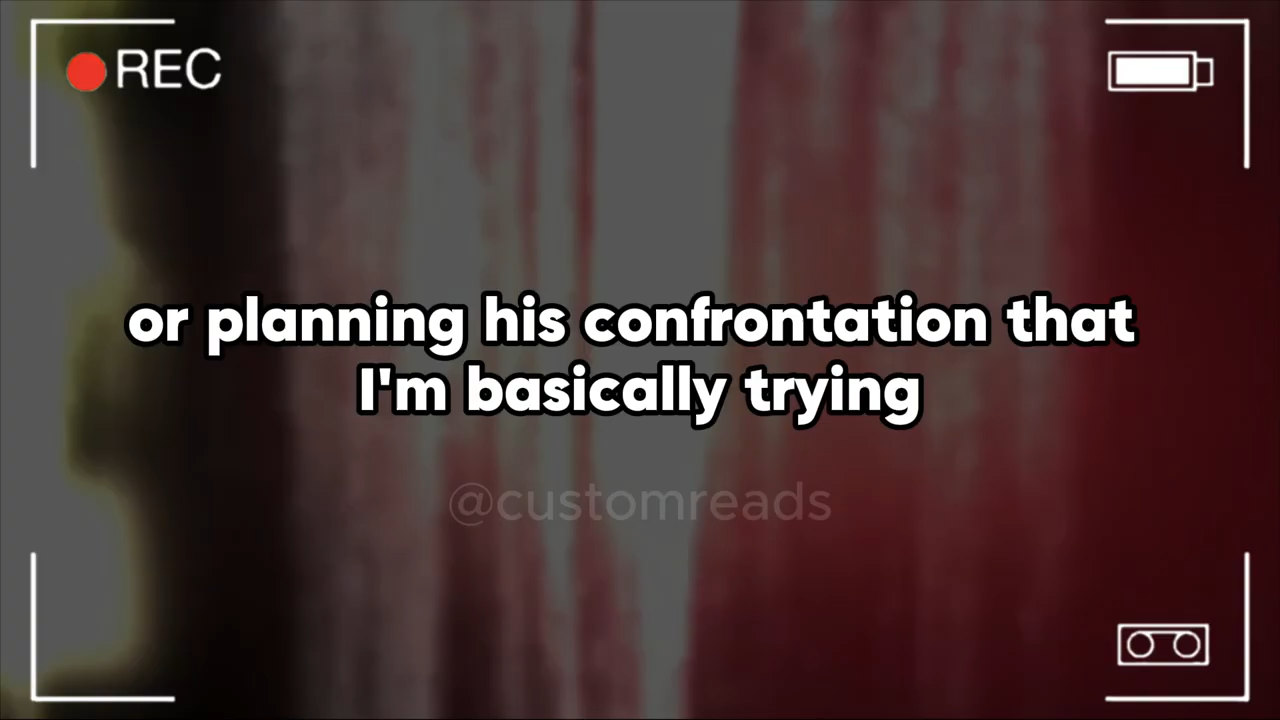 REC
or planning his confrontation that
I'm basically trying
@customreads